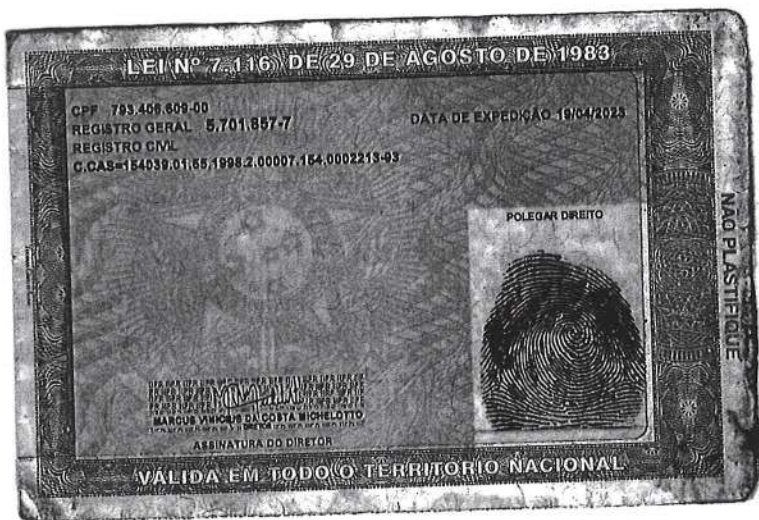 LEI Nº 7.116 DE 29 DE AGOSTO DE 1983
CPF 793.406.609-00
REGISTRO GERAL 5.701.857-7
DATA DE EXPEDIÇÃO 19/04/2023
REGISTRO CIVIL
C.CAS=154039.01.55.1998.2.00007.154.0002213-93
POLEGAR DIREITO
NÃO PLASTIFIQUE
MARCUS VINICIUS DA COSTA MICHELOTTO
DIRETOR
ASSINATURA DO DIRETOR
VÁLIDA EM TODO O TERRITÓRIO NACIONAL